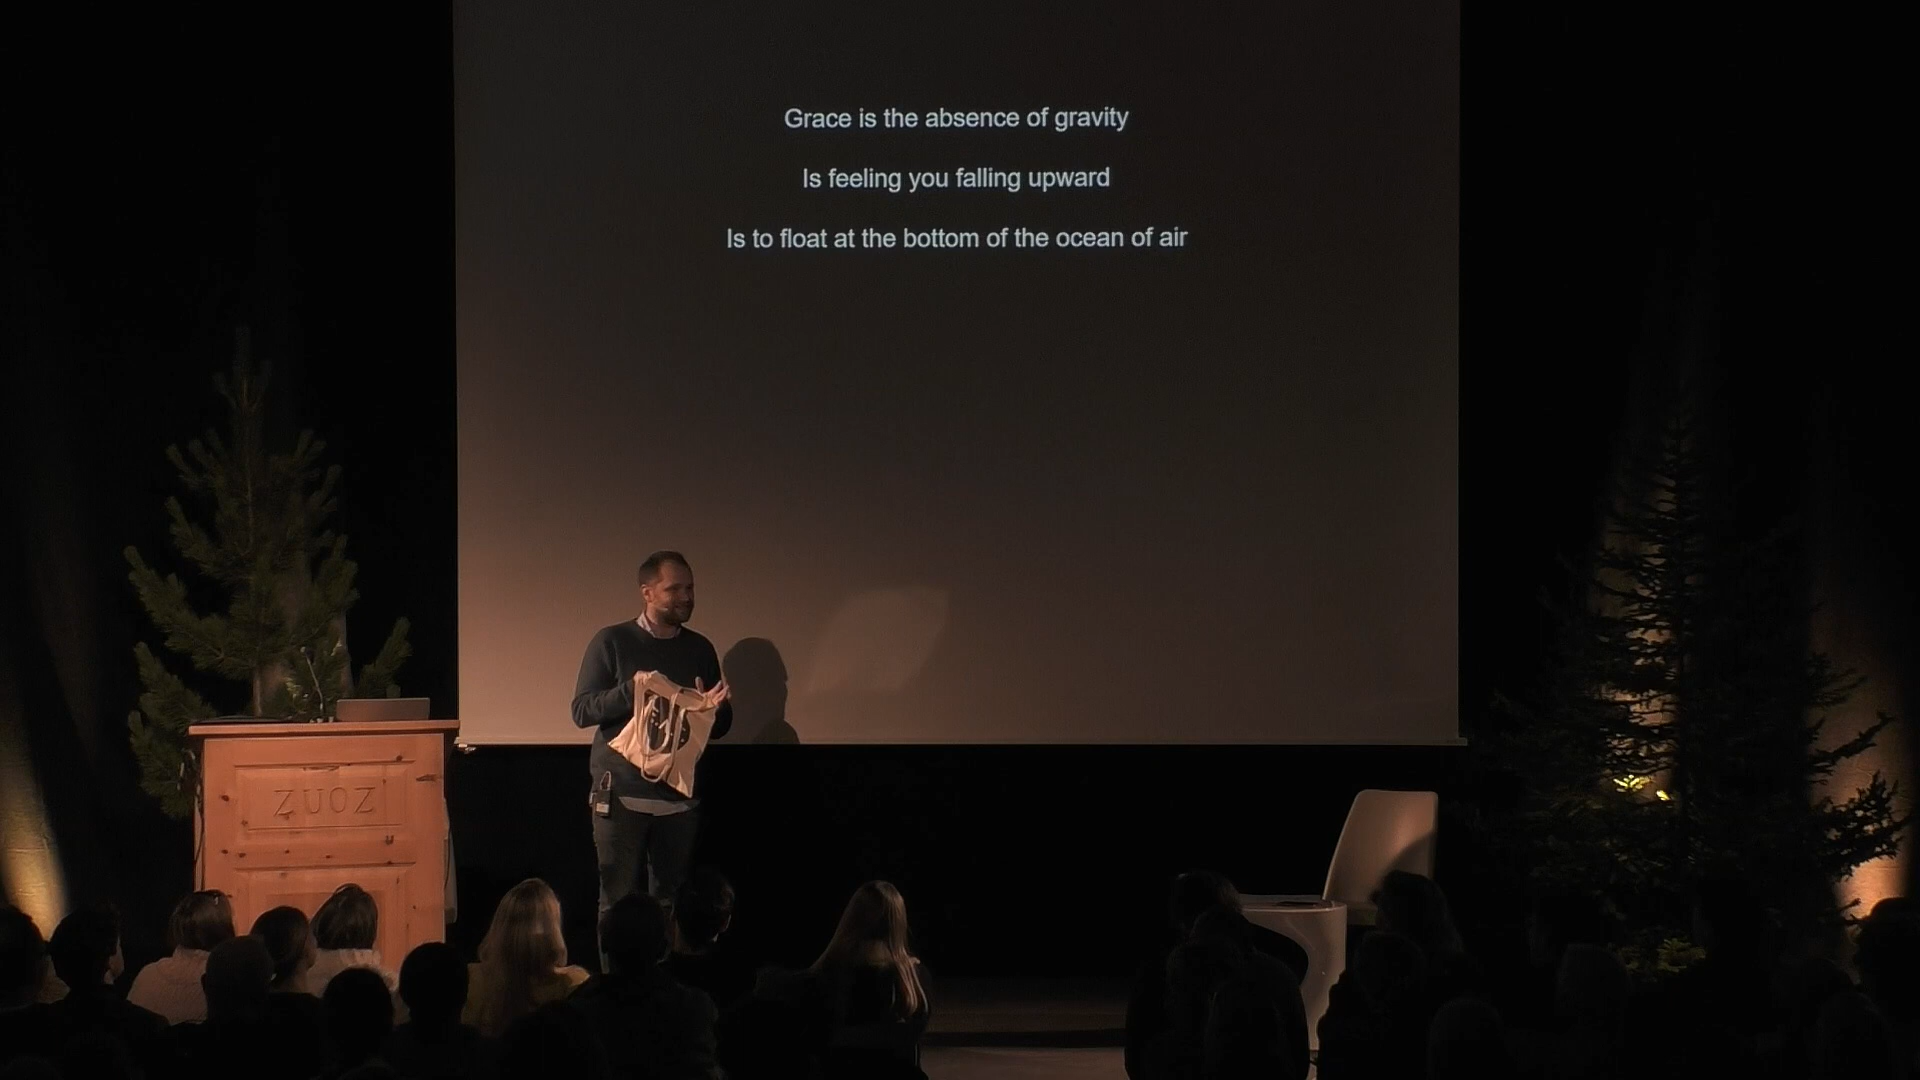 Grace is the absence of gravity
Is feeling you falling upward
Is to float at the bottom of the ocean of air
ZUOZ